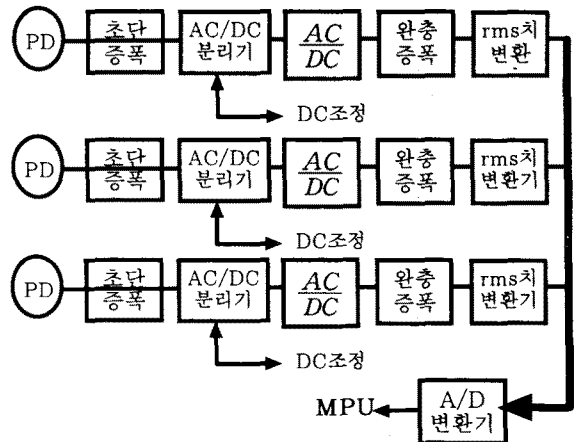 PD
초단
증폭
AC/DC
분리기
AC
DC
완충
증폭
rms치
변환
DC조정
PD
초단
증폭
AC/DC
분리기
AC
DC
완충
증폭
rms치
변환기
DC조정
PD
초단
증폭
AC/DC
분리기
AC
DC
완충
증폭
rms치
변환기
DC조정
MPU
A/D
변환기